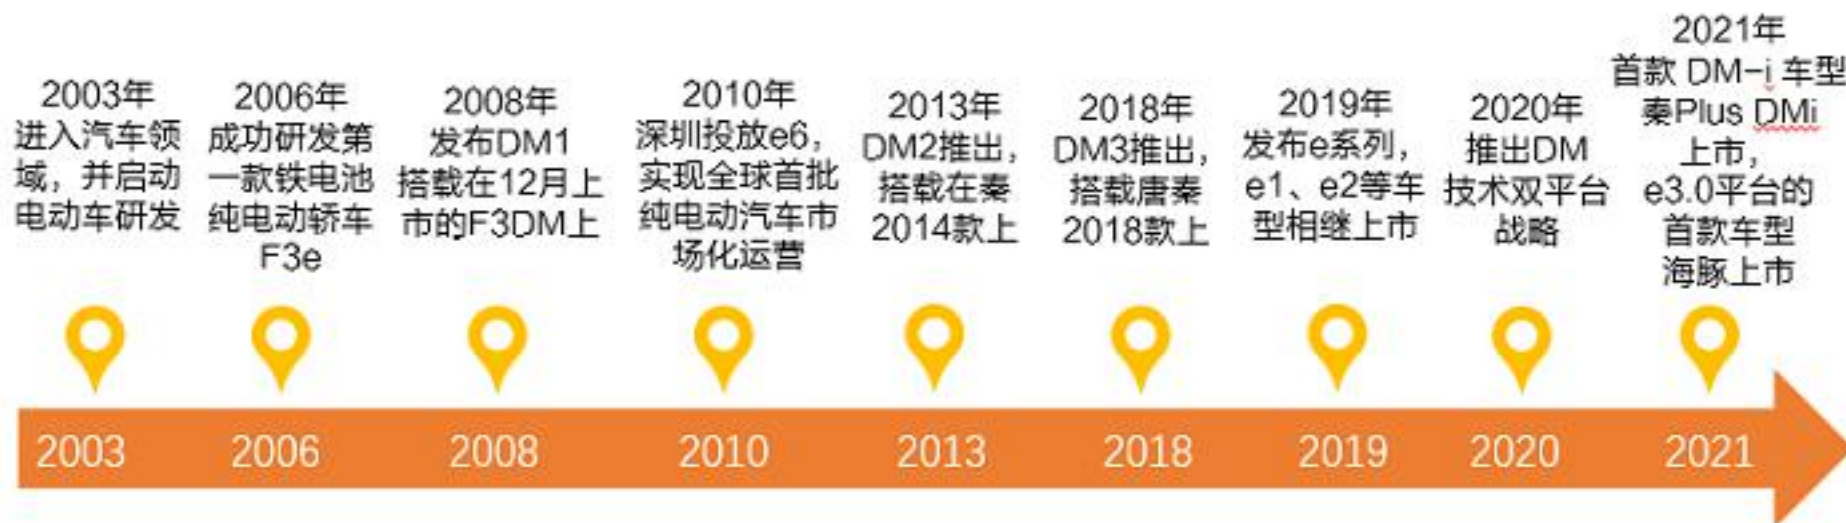 2003年
进入汽车领
域，并启动
电动车研发
2006年
成功研发第
一款铁电池
纯电动轿车
F3e
2008年
发布DM1
搭载在12月上
市的F3DM上
2010年
深圳投放e6，
实现全球首批
纯电动汽车市
场化运营
2013年
DM2推出，
搭载在秦
2014款上
2018年
DM3推出，
搭载唐秦
2018款上
2019年
发布e系列，
e1、e2等车
型相继上市
2020年
推出DM
技术双平台
战略
2021年
首款 DM-i 车型
秦Plus DMi
上市，
e3.0平台的
首款车型
海豚上市
2003
2006
2008
2010
2013
2018
2019
2020
2021